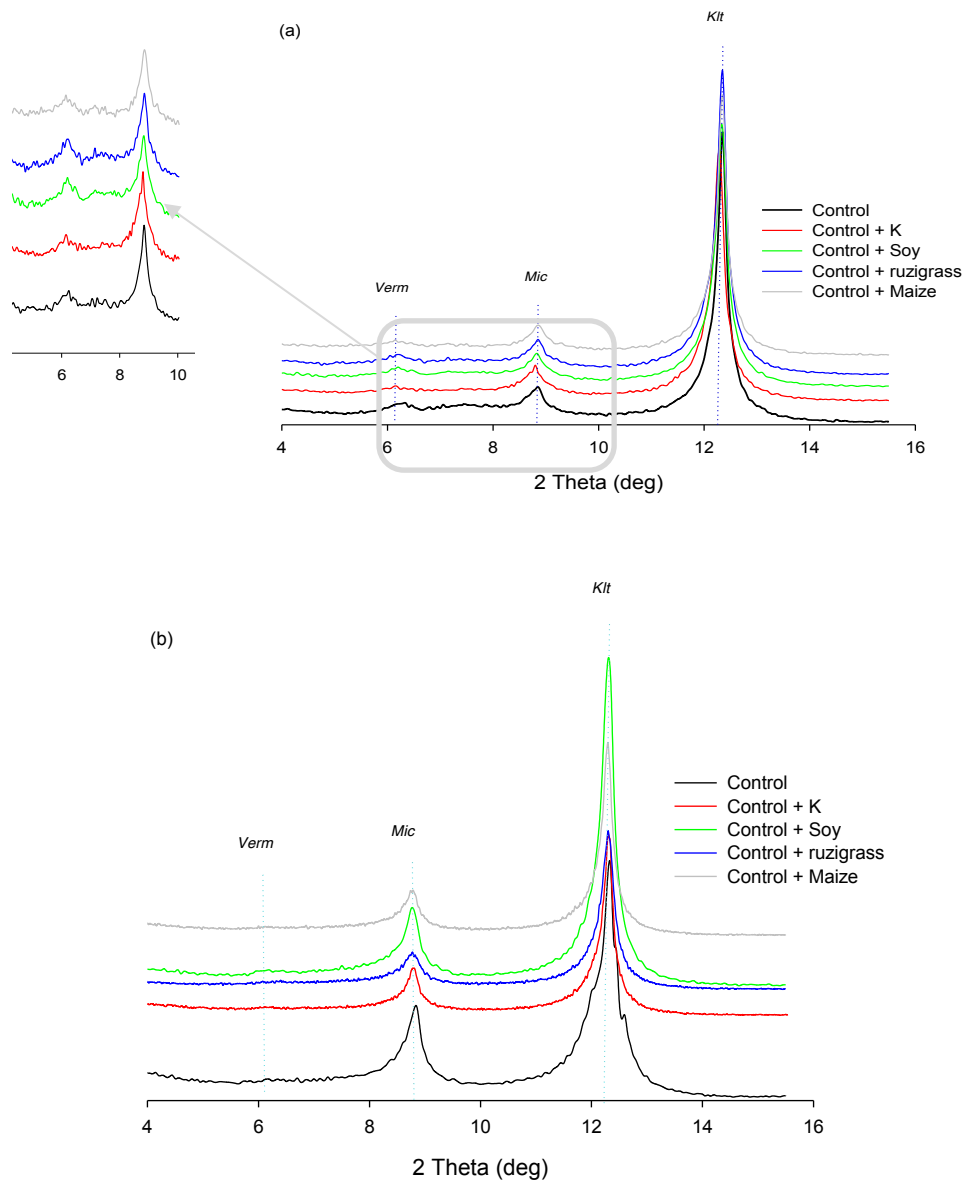 (a)
Klt
Control
Control + K
Control + Soy
Control + ruzigrass
Control + Maize
Verm
Mic
6 8 10
4 6 8 10 12 14 16
2 Theta (deg)
(b)
Klt
Control
Control + K
Control + Soy
Control + ruzigrass
Control + Maize
Verm
Mic
4 6 8 10 12 14 16
2 Theta (deg)